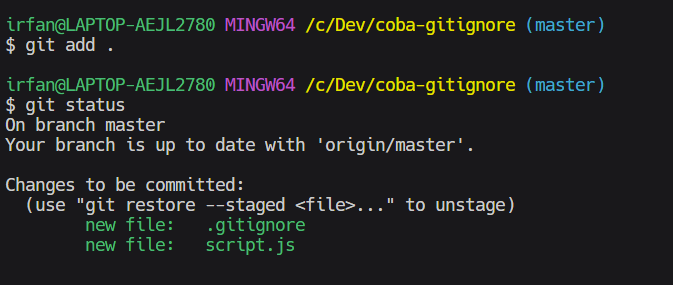 irfan@LAPTOP-AEJL2780 MINGW64 /c/Dev/coba-gitignore (master)
$ git add .
irfan@LAPTOP-AEJL2780 MINGW64 /c/Dev/coba-gitignore (master)
$ git status
On branch master
Your branch is up to date with 'origin/master'.
Changes to be committed:
  (use "git restore --staged <file>..." to unstage)
        new file:   .gitignore
        new file:   script.js